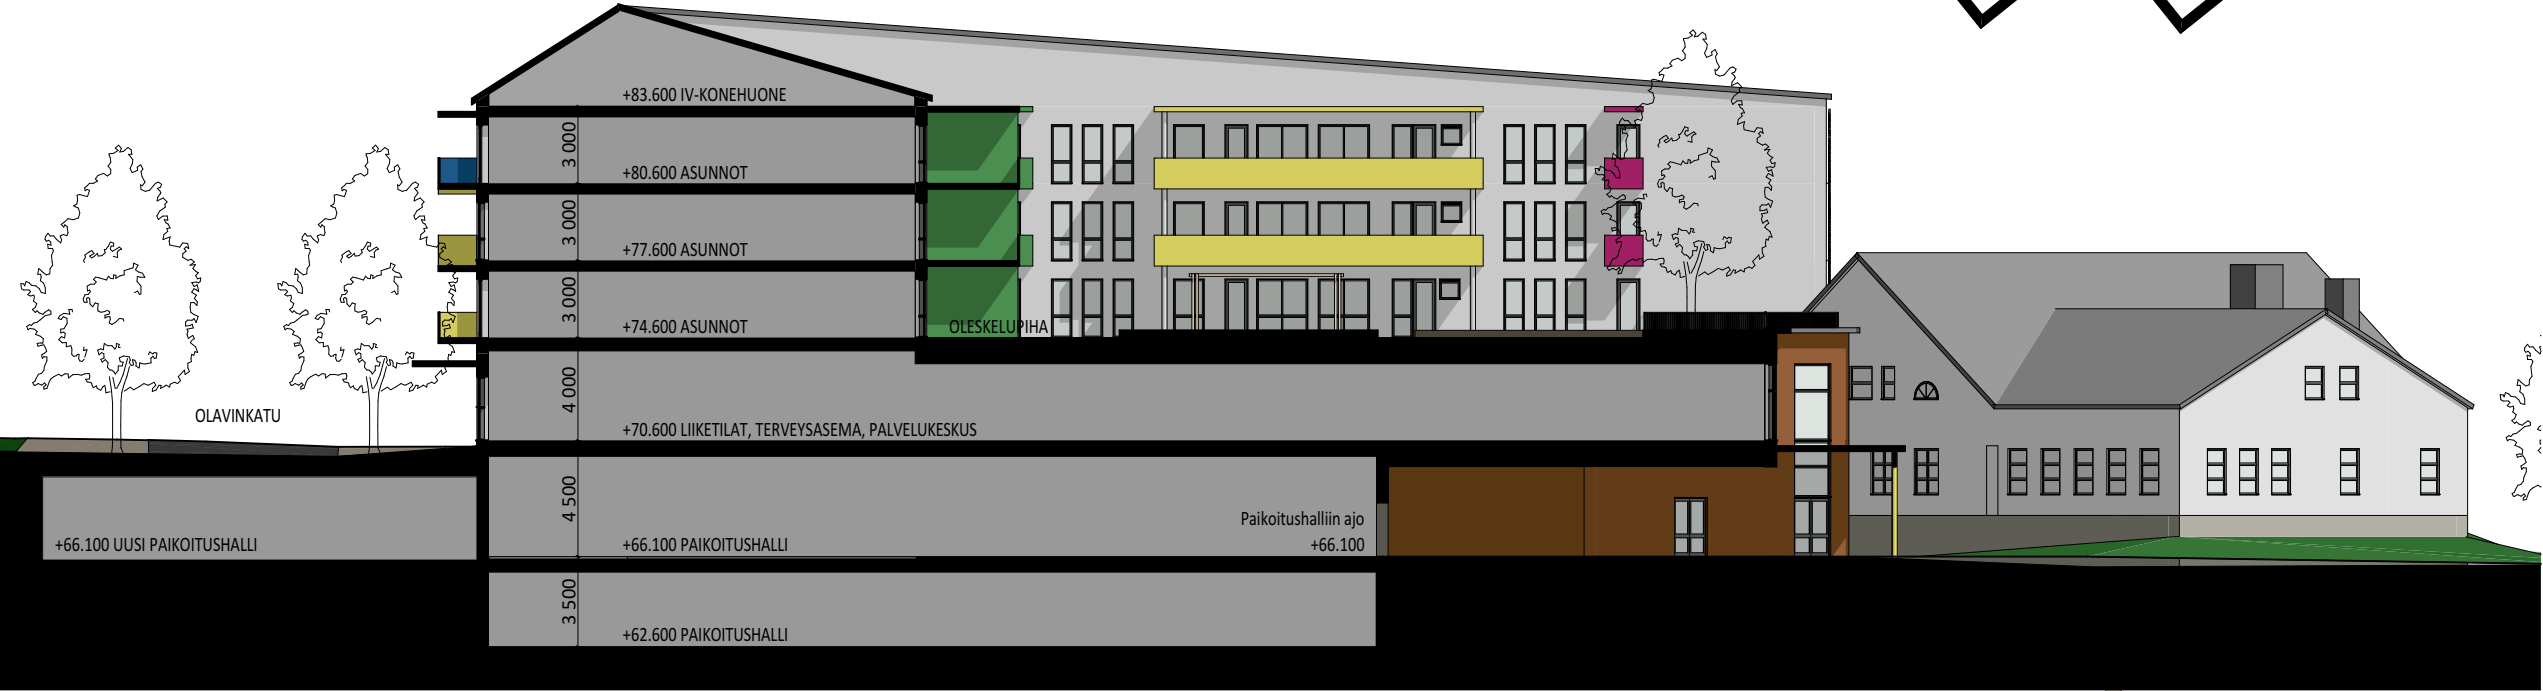 +83.600 IV-KONEHUONE
3 000
+80.600 ASUNNOT
3 000
+77.600 ASUNNOT
3 000
+74.600 ASUNNOT
OLESKELUPIHA
4 000
OLAVINKATU
+70.600 LIIKETILAT, TERVEYSASEMA, PALVELUKESKUS
4 500
Paikoitushalliin ajo
+66.100
+66.100 UUSI PAIKOITUSHALLI
+66.100 PAIKOITUSHALLI
3 500
+62.600 PAIKOITUSHALLI